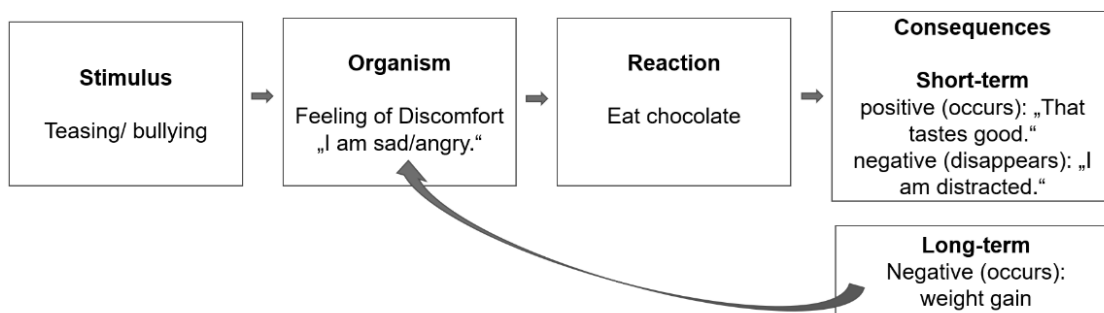 Stimulus
Teasing/ bullying
Organism
Feeling of Discomfort
„I am sad/angry.“
Reaction
Eat chocolate
Consequences
Short-term
positive (occurs): „That
tastes good.“
negative (disappears): „I
am distracted.“
Long-term
Negative (occurs):
weight gain